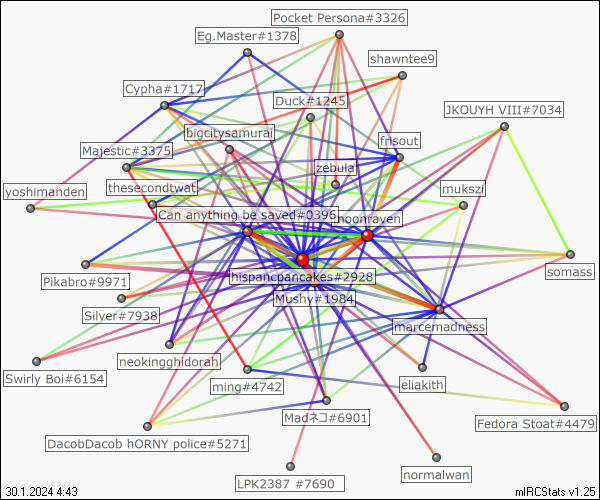 Pocket Persona#3326
Eg.Master#1378
shawntee9
Cypha#1717
Duck#1245
JKOUYH VIII#7034
bigcitysamurai
frisout
Majestic#3375
zebula
yoshimanden
thesecondtwat
mukszi
Can anything be saved#0396
moonraven
somass
Pikabro#9971
hispancpancakes#2928
Mushy#1984
Silver#7938
marcemadness
neokingghidorah
Swirly Boi#6154
ming#4742
eliakith
Madネコ#6901
Fedora Stoat#4479
DacobDacob hORNY police#5271
normalwan
LPK2387 #7690
30.1.2024 4:43
mIRCStats v1.25